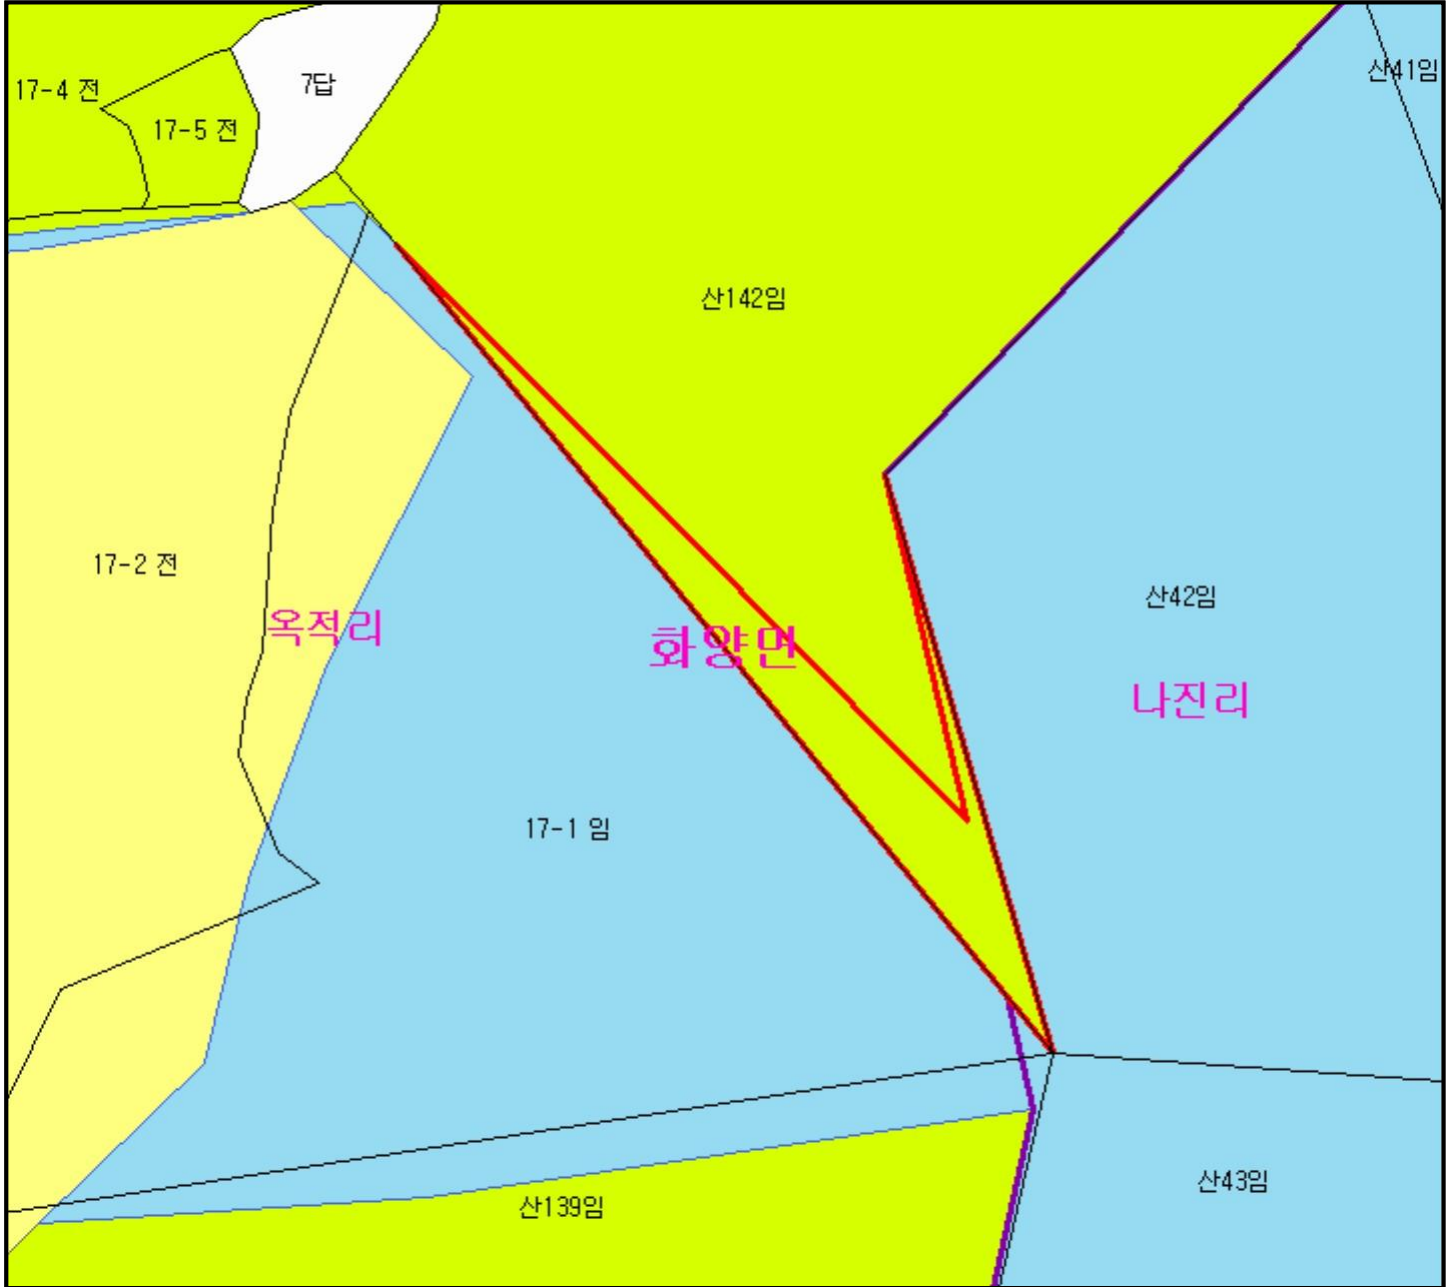 산41임
17-4 전
7답
17-5 전
산142임
17-2 전
산42임
옥적리
화양면
나진리
17-1 임
산43임
산139임